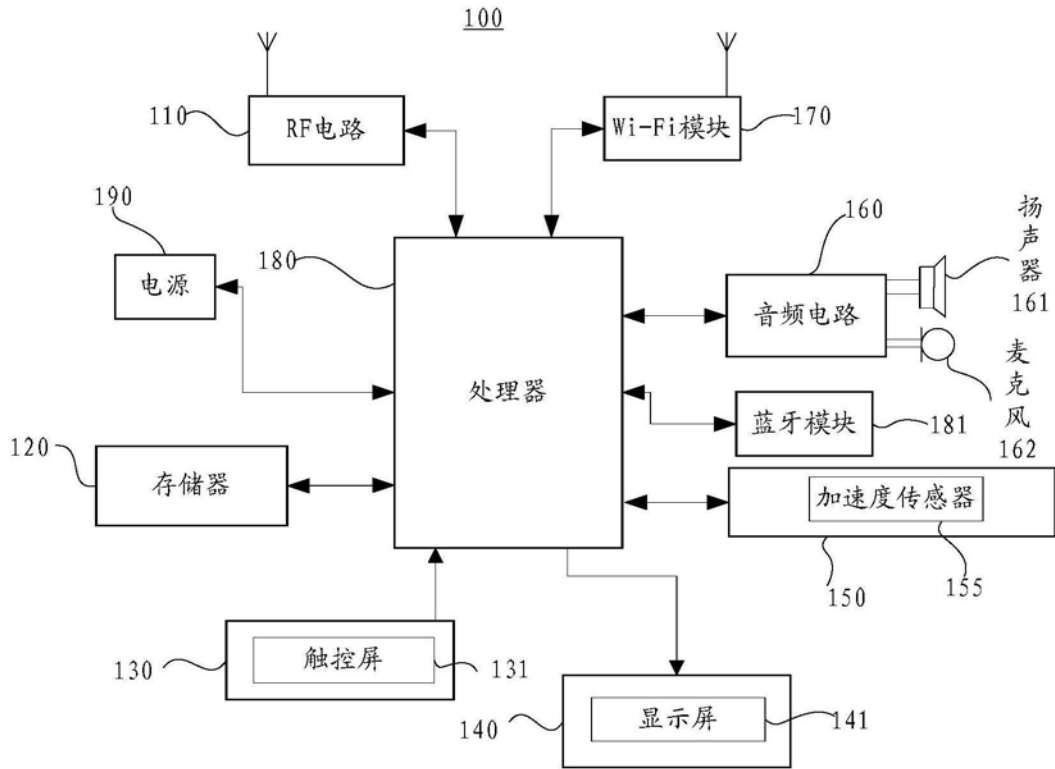 100
110
RF电路
Wi-Fi模块
170
190
电源
180
处理器
160
音频电路
扬声器
161
麦克风
162
蓝牙模块
181
120
存储器
加速度传感器
150
155
130
触控屏
131
140
显示屏
141